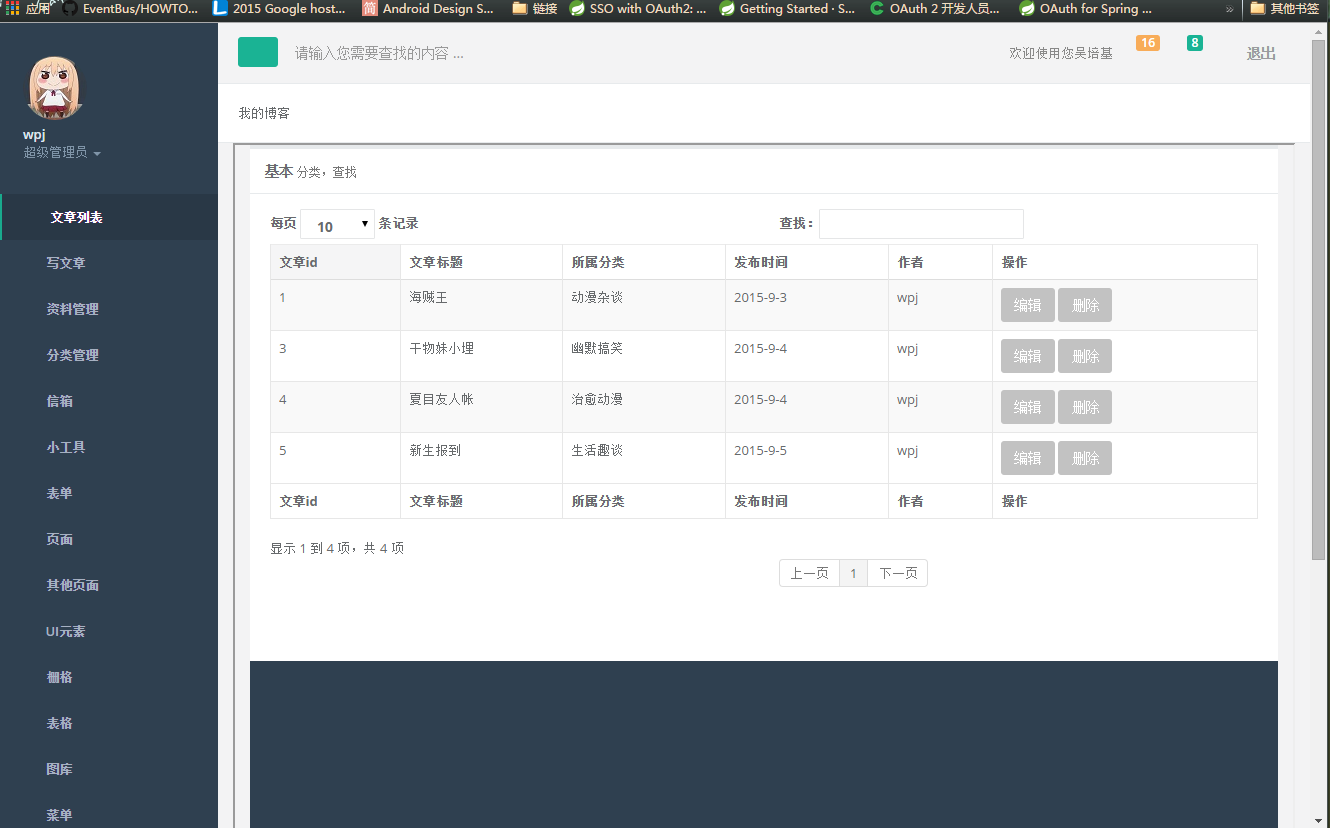 应用 EventBus/HOWTO... 2015 Google host... 简 Android Design S... 链接 SSO with OAuth2: ... Getting Started · S... OAuth 2 开发人员... OAuth for Spring ... » 其他书签
请输入您需要查找的内容 ... 欢迎使用您吴培基 16 8 退出
wpj
超级管理员
文章列表
写文章
资料管理
分类管理
信箱
小工具
表单
页面
其他页面
UI元素
栅格
表格
图库
菜单
我的博客
基本 分类，查找
每页 10 条记录 查找：
文章id 文章标题 所属分类 发布时间 作者 操作
1 海贼王 动漫杂谈 2015-9-3 wpj 编辑 删除
3 干物妹小埋 幽默搞笑 2015-9-4 wpj 编辑 删除
4 夏目友人帐 治愈动漫 2015-9-4 wpj 编辑 删除
5 新生报到 生活趣谈 2015-9-5 wpj 编辑 删除
文章id 文章标题 所属分类 发布时间 作者 操作
显示 1 到 4 项，共 4 项
上一页 1 下一页